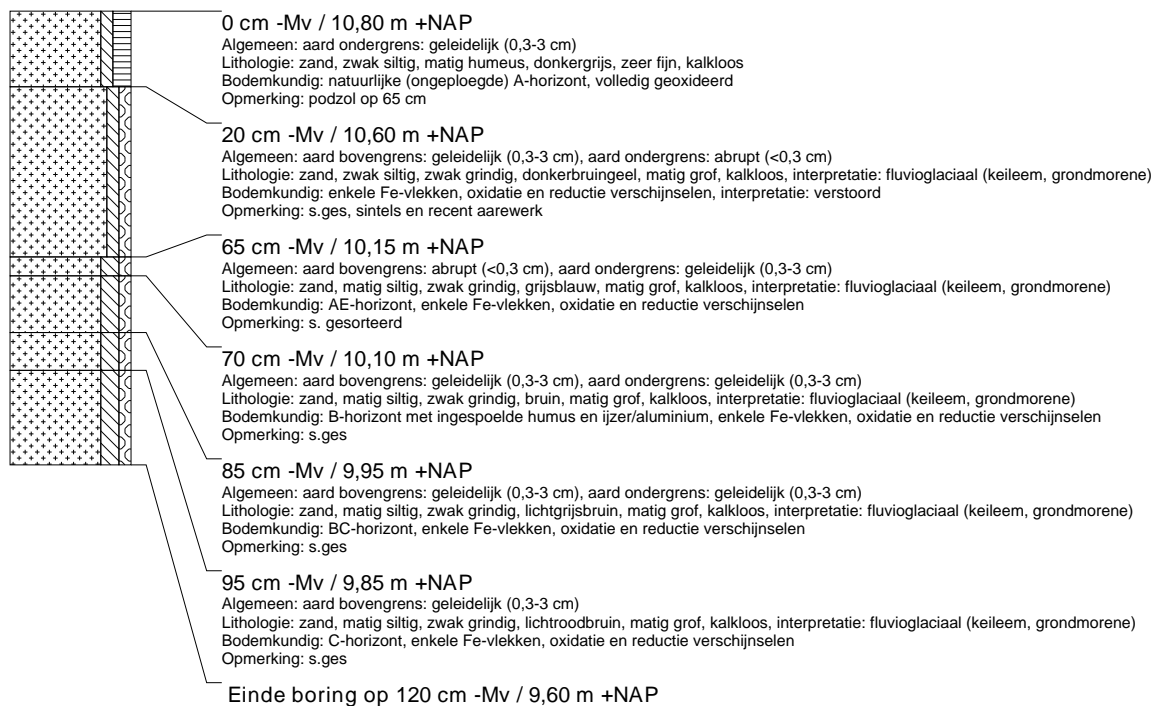 0 cm -Mv / 10,80 m +NAP
Algemeen: aard ondergrens: geleidelijk (0,3-3 cm)
Lithologie: zand, zwak siltig, matig humeus, donkergrijs, zeer fijn, kalkloos
Bodemkundig: natuurlijke (ongeploegde) A-horizont, volledig geoxideerd
Opmerking: podzol op 65 cm
20 cm -Mv / 10,60 m +NAP
Algemeen: aard bovengrens: geleidelijk (0,3-3 cm), aard ondergrens: abrupt (<0,3 cm)
Lithologie: zand, zwak siltig, zwak grindig, donkerbruingeel, matig grof, kalkloos, interpretatie: fluvioglaciaal (keileem, grondmorene)
Bodemkundig: enkele Fe-vlekken, oxidatie en reductie verschijnselen, interpretatie: verstoord
Opmerking: s.ges, sintels en recent aarewerk
65 cm -Mv / 10,15 m +NAP
Algemeen: aard bovengrens: abrupt (<0,3 cm), aard ondergrens: geleidelijk (0,3-3 cm)
Lithologie: zand, matig siltig, zwak grindig, grijsblauw, matig grof, kalkloos, interpretatie: fluvioglaciaal (keileem, grondmorene)
Bodemkundig: AE-horizont, enkele Fe-vlekken, oxidatie en reductie verschijnselen
Opmerking: s. gesorteerd
70 cm -Mv / 10,10 m +NAP
Algemeen: aard bovengrens: geleidelijk (0,3-3 cm), aard ondergrens: geleidelijk (0,3-3 cm)
Lithologie: zand, matig siltig, zwak grindig, bruin, matig grof, kalkloos, interpretatie: fluvioglaciaal (keileem, grondmorene)
Bodemkundig: B-horizont met ingespoelde humus en ijzer/aluminium, enkele Fe-vlekken, oxidatie en reductie verschijnselen
Opmerking: s.ges
85 cm -Mv / 9,95 m +NAP
Algemeen: aard bovengrens: geleidelijk (0,3-3 cm), aard ondergrens: geleidelijk (0,3-3 cm)
Lithologie: zand, matig siltig, zwak grindig, lichtgrijsbruin, matig grof, kalkloos, interpretatie: fluvioglaciaal (keileem, grondmorene)
Bodemkundig: BC-horizont, enkele Fe-vlekken, oxidatie en reductie verschijnselen
Opmerking: s.ges
95 cm -Mv / 9,85 m +NAP
Algemeen: aard bovengrens: geleidelijk (0,3-3 cm)
Lithologie: zand, matig siltig, zwak grindig, lichtroodbruin, matig grof, kalkloos, interpretatie: fluvioglaciaal (keileem, grondmorene)
Bodemkundig: C-horizont, enkele Fe-vlekken, oxidatie en reductie verschijnselen
Opmerking: s.ges
Einde boring op 120 cm -Mv / 9,60 m +NAP